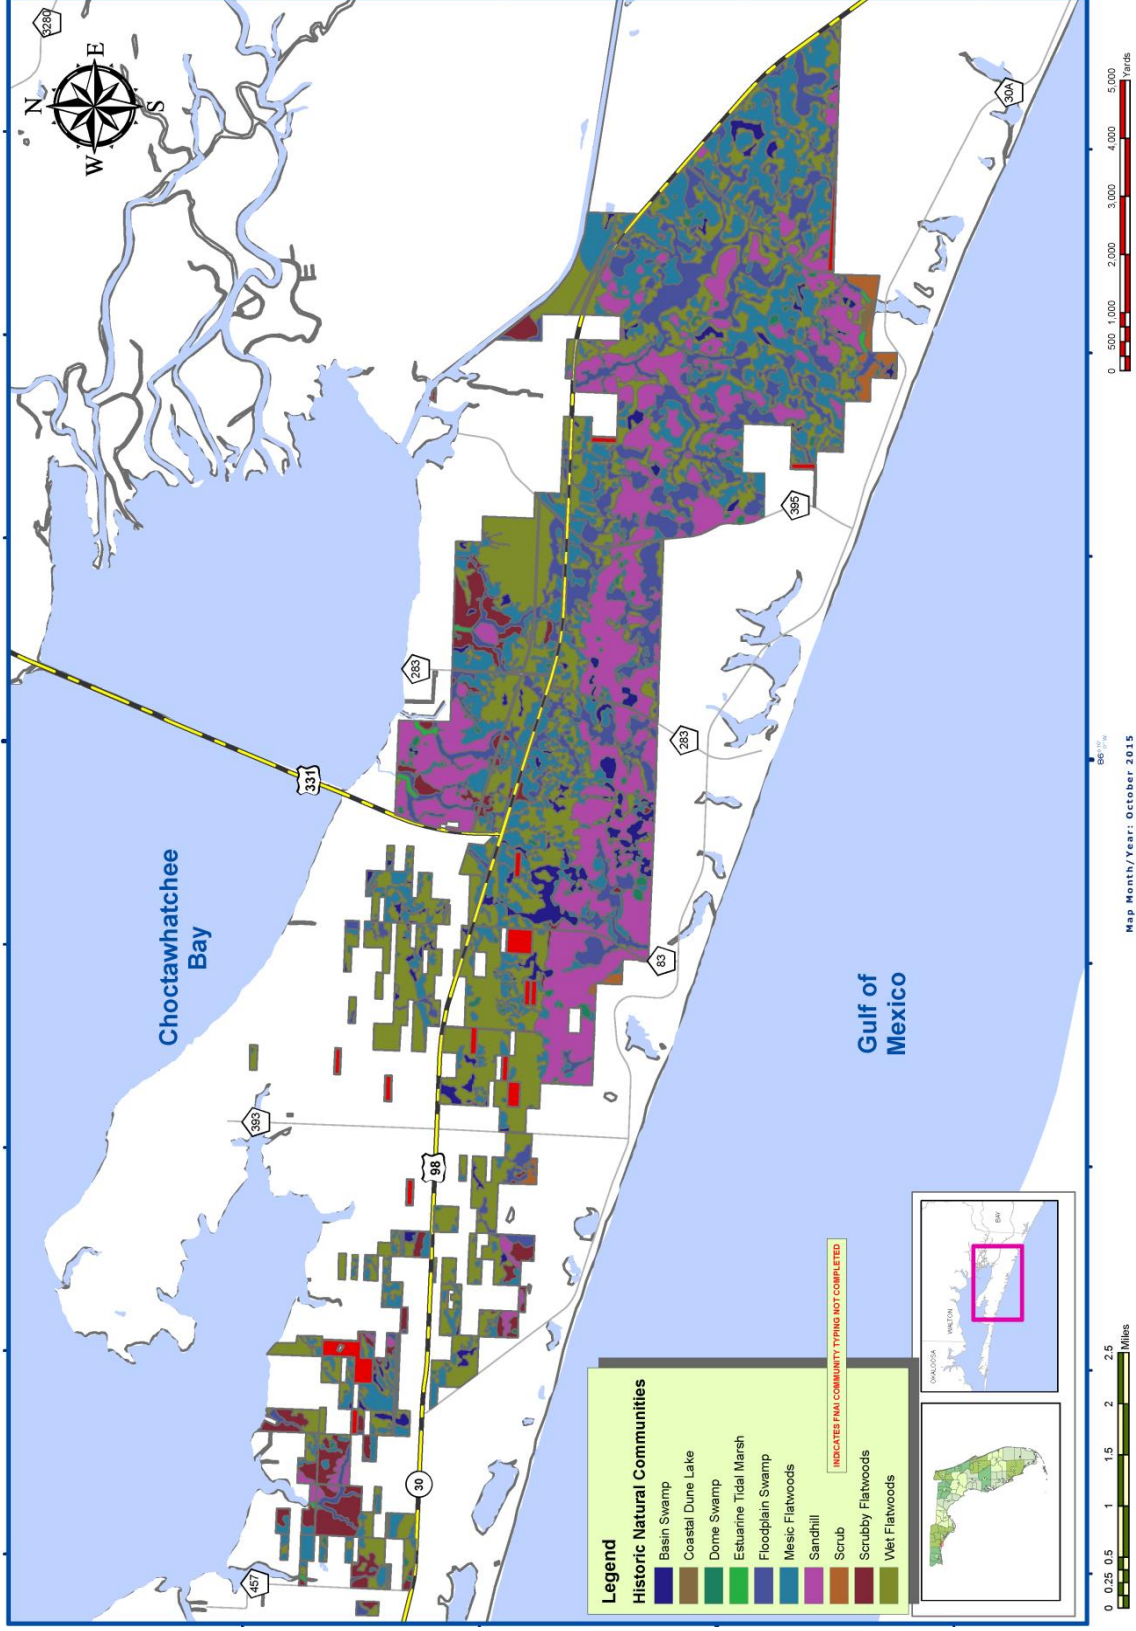 3280
N
E
S
W
30A
331
283
283
395
83
393
98
30
457
Choctawhatchee
Bay
Gulf of
Mexico
Legend
Historic Natural Communities
Basin Swamp
Coastal Dune Lake
Dome Swamp
Estuarine Tidal Marsh
Floodplain Swamp
Mesic Flatwoods
Sandhill
Scrub
Scrubby Flatwoods
Wet Flatwoods
INDICATES FNAI COMMUNITY TYPING NOT COMPLETED
OKALOOSA
WALTON
BAY
0 0.25 0.5 1 1.5 2 2.5
Miles
0 500 1,000 2,000 3,000 4,000 5,000
Yards
Map Month/Year: October 2015